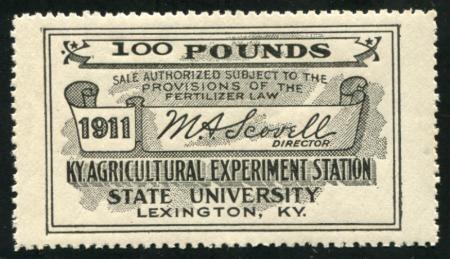 100 POUNDS
SALE AUTHORIZED SUBJECT TO THE
PROVISIONS OF THE
FERTILIZER LAW
1911
M A Scovell
DIRECTOR
KY. AGRICULTURAL EXPERIMENT STATION
STATE UNIVERSITY
LEXINGTON, KY.